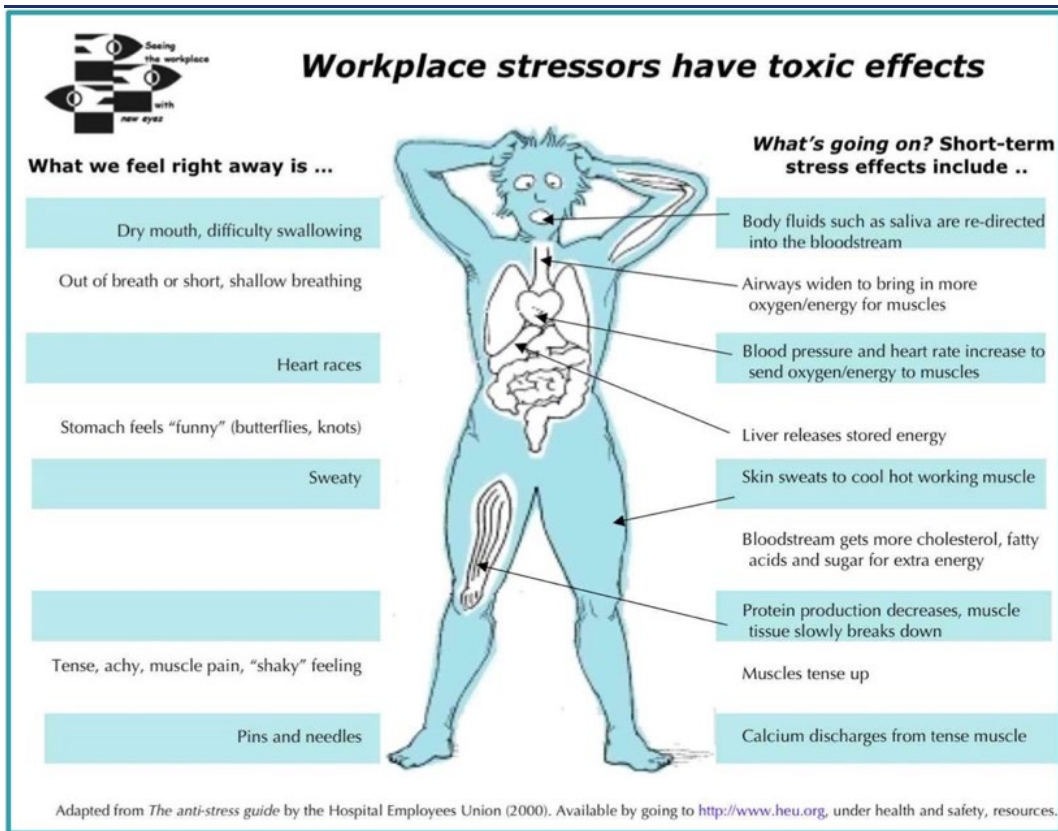 Seeing
the workplace
with
new eyes
Workplace stressors have toxic effects
What we feel right away is ...
What's going on? Short-term
stress effects include ..
Dry mouth, difficulty swallowing
Body fluids such as saliva are re-directed
into the bloodstream
Out of breath or short, shallow breathing
Airways widen to bring in more
oxygen/energy for muscles
Heart races
Blood pressure and heart rate increase to
send oxygen/energy to muscles
Stomach feels “funny” (butterflies, knots)
Liver releases stored energy
Sweaty
Skin sweats to cool hot working muscle
Bloodstream gets more cholesterol, fatty
acids and sugar for extra energy
Protein production decreases, muscle
tissue slowly breaks down
Tense, achy, muscle pain, “shaky” feeling
Muscles tense up
Pins and needles
Calcium discharges from tense muscle
Adapted from The anti-stress guide by the Hospital Employees Union (2000). Available by going to http://www.heu.org, under health and safety, resources.